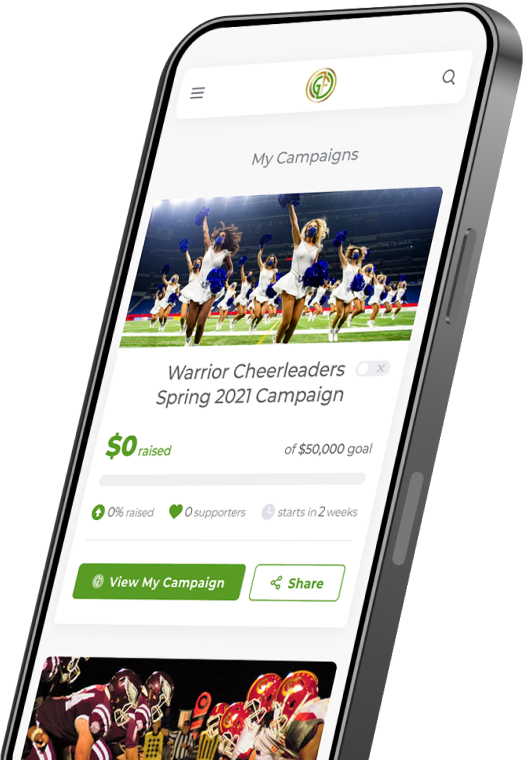 My Campaigns
Warrior Cheerleaders
Spring 2021 Campaign
$0 raised
of $50,000 goal
0% raised
0 supporters
starts in 2 weeks
View My Campaign
Share